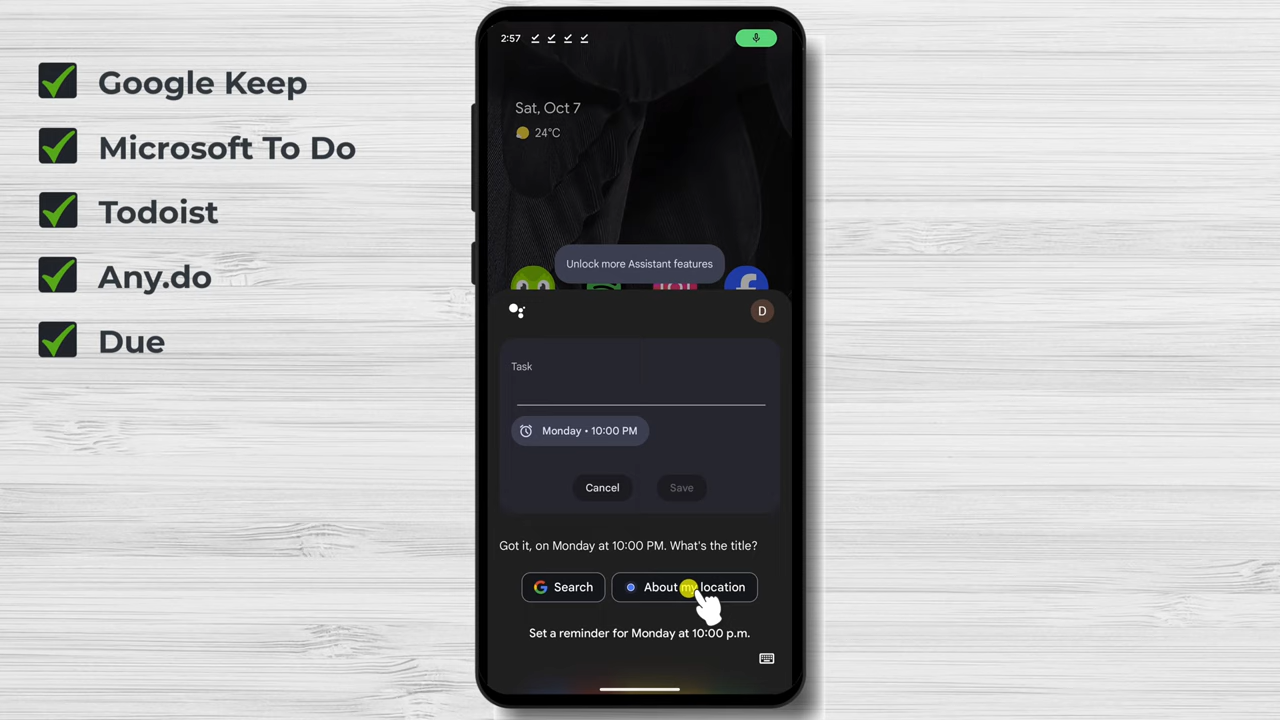 Google Keep
Microsoft To Do
Todoist
Any.do
Due
2:57
Sat, Oct 7
24°C
Unlock more Assistant features
D
Task
Monday • 10:00 PM
Cancel
Save
Got it, on Monday at 10:00 PM. What's the title?
Search
About my location
Set a reminder for Monday at 10:00 p.m.